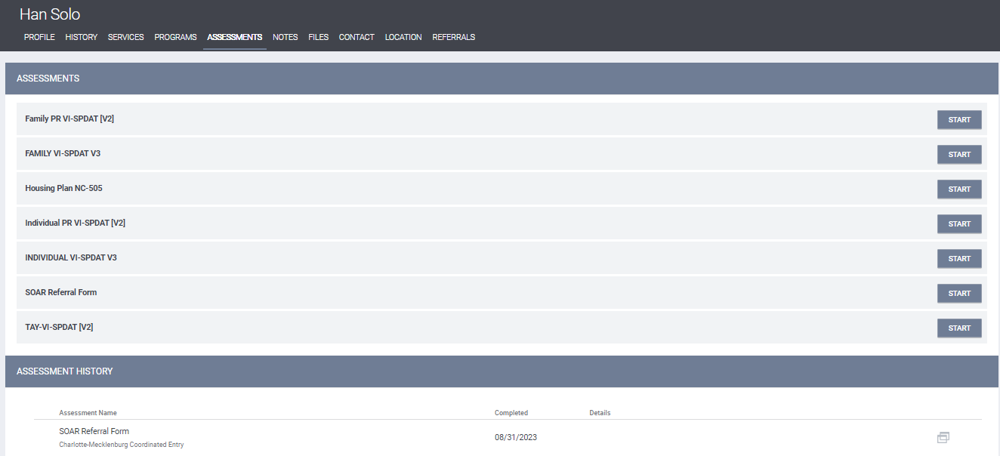 Han Solo
PROFILE HISTORY SERVICES PROGRAMS ASSESSMENTS NOTES FILES CONTACT LOCATION REFERRALS
ASSESSMENTS
Family PR VI-SPDAT [V2] START
FAMILY VI-SPDAT V3 START
Housing Plan NC-505 START
Individual PR VI-SPDAT [V2] START
INDIVIDUAL VI-SPDAT V3 START
SOAR Referral Form START
TAY-VI-SPDAT [V2] START
ASSESSMENT HISTORY
Assessment Name Completed Details
SOAR Referral Form 08/31/2023
Charlotte-Mecklenburg Coordinated Entry